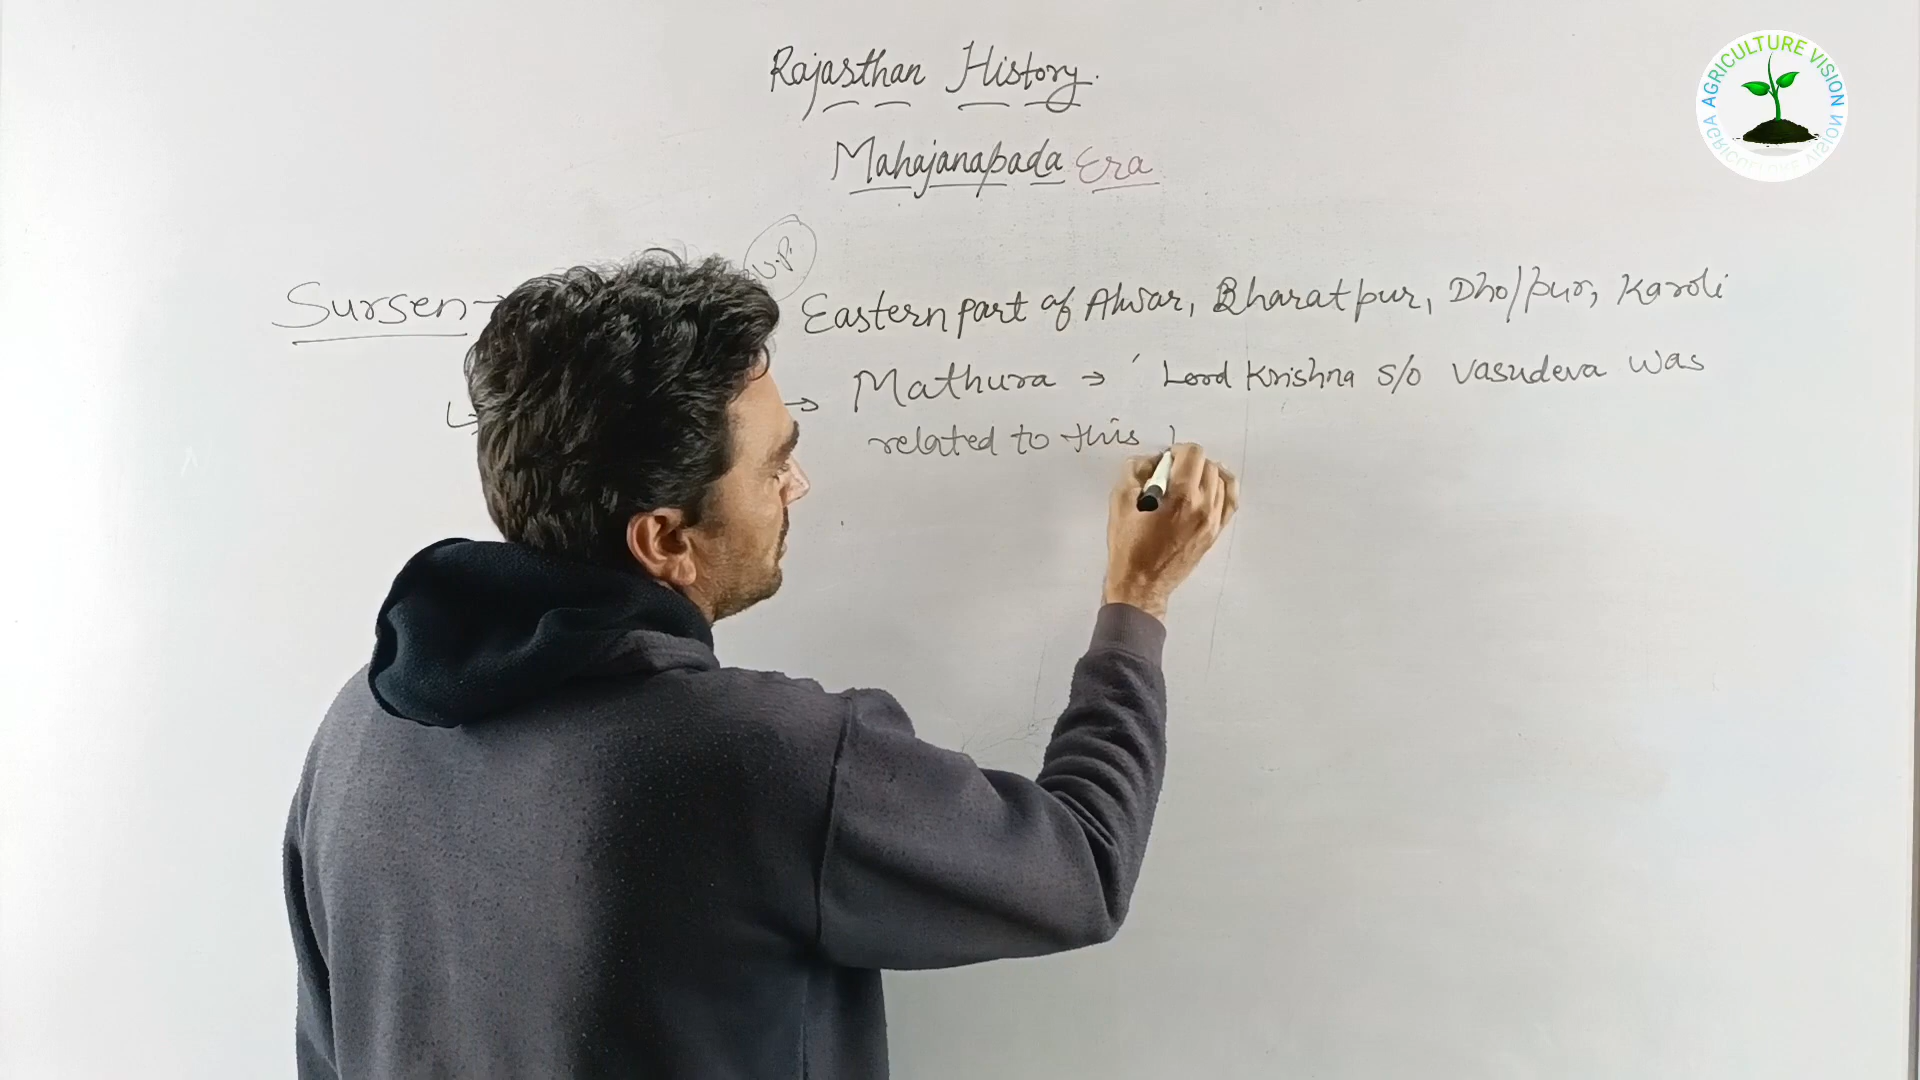 Rajasthan History.
Mahajanapada Era
U.P.
Sursen → Eastern part of Alwar, Bharatpur, Dholpur, Karoli
→ Mathura → Lord Krishna s/o Vasudeva was
related to this
AGRICULTURE VISION